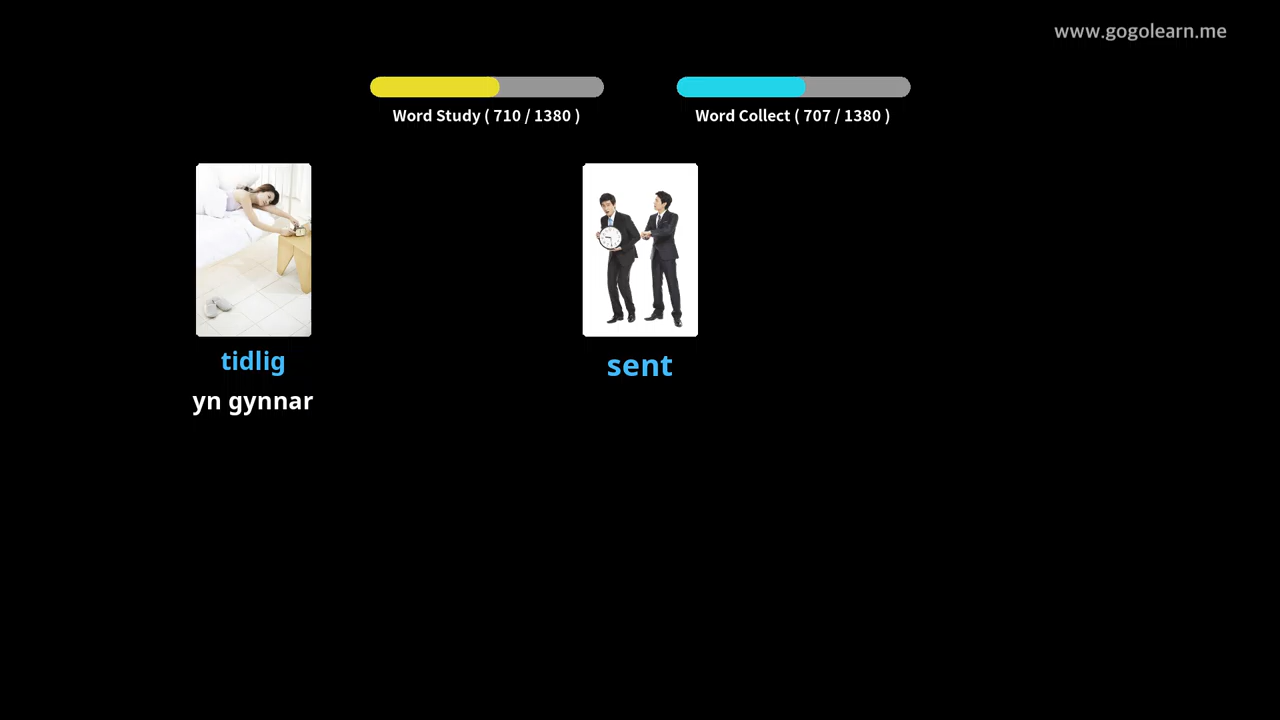 www.gogolearn.me
Word Study ( 710 / 1380 )
Word Collect ( 707 / 1380 )
tidlig
yn gynnar
sent